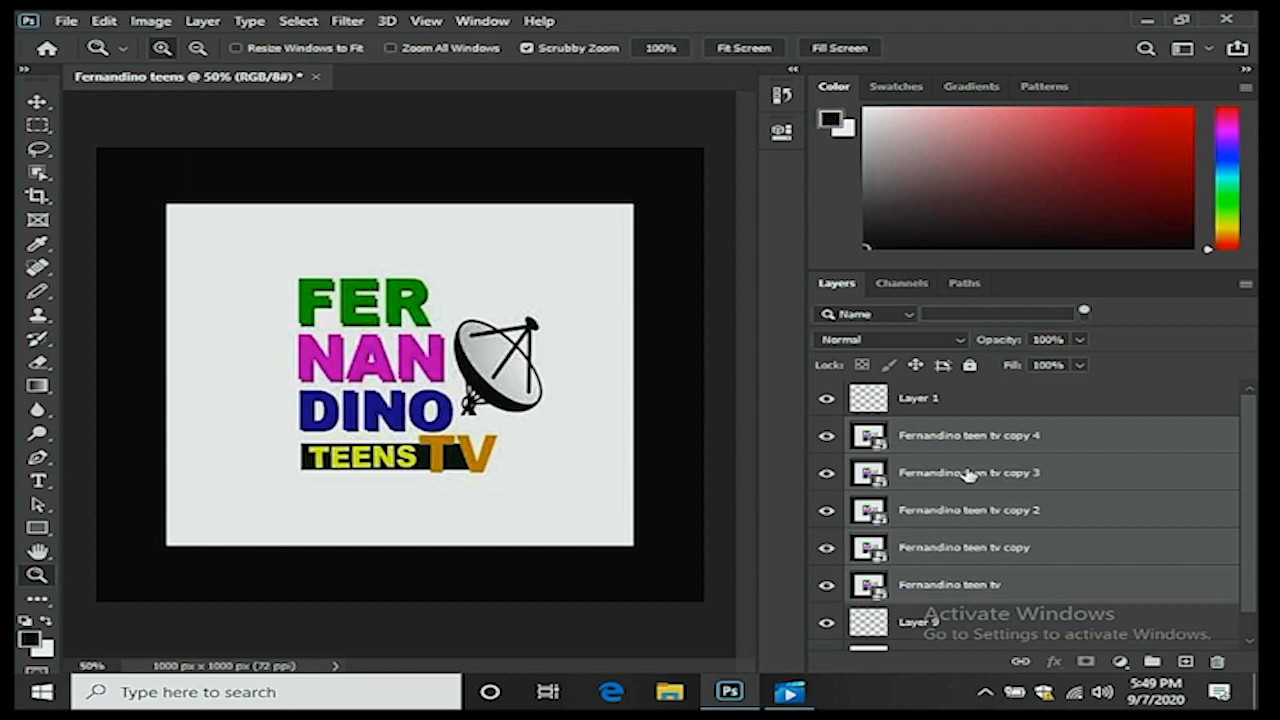 Ps File Edit Image Layer Type Select Filter 3D View Window Help
Resize Windows to Fit Zoom All Windows Scrubby Zoom 100% Fit Screen Fill Screen
Fernandino teens @ 50% (RGB/8#) * ×
Color Swatches Gradients Patterns
FER
NAN
DINO
TEENS TV
Layers Channels Paths
Name
Normal Opacity: 100%
Lock: Fill: 100%
Layer 1
Fernandino teen tv copy 4
Fernandino teen tv copy 3
Fernandino teen tv copy 2
Fernandino teen tv copy
Fernandino teen tv
Layer 9
Activate Windows
Go to Settings to activate Windows.
50% 1000 px x 1000 px (72 ppi)
Type here to search
Ps
5:49 PM
9/7/2020